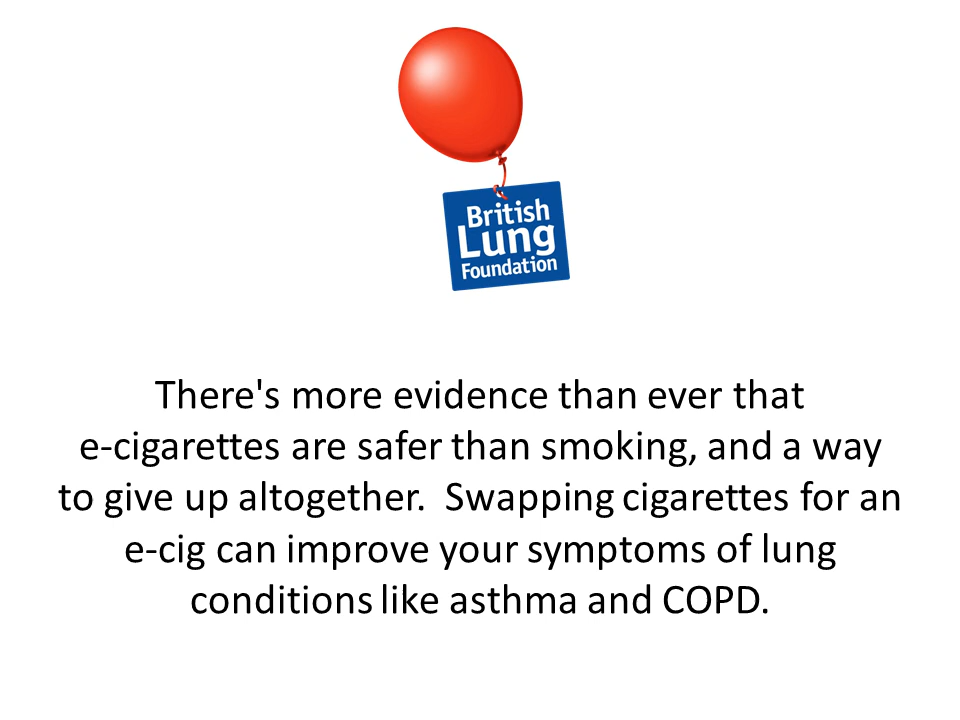 British
Lung
Foundation
There's more evidence than ever that
e-cigarettes are safer than smoking, and a way
to give up altogether.  Swapping cigarettes for an
e-cig can improve your symptoms of lung
conditions like asthma and COPD.